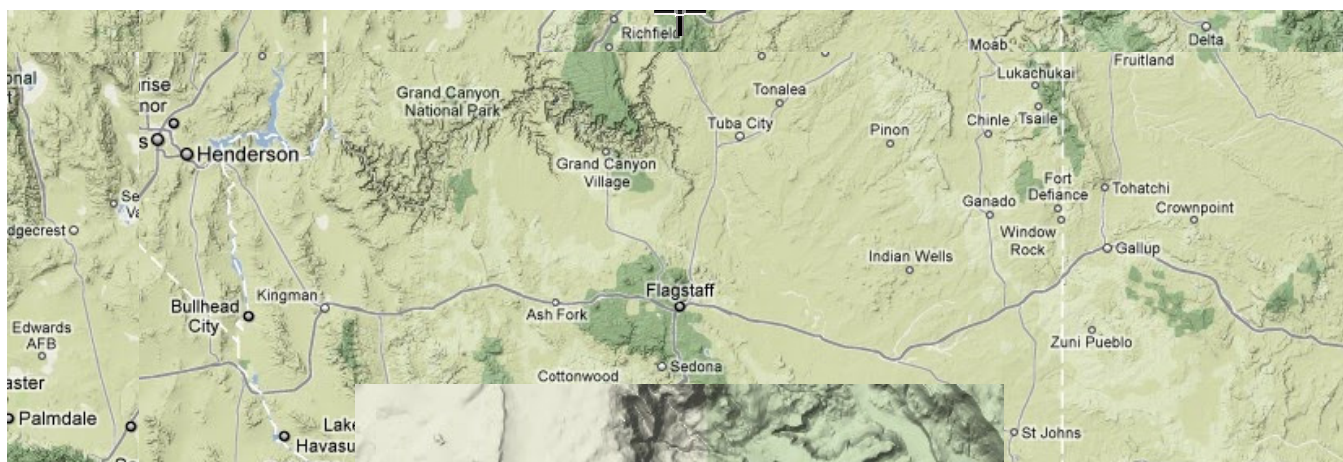 Richfield
Moab
Delta
Fruitland
Lukachukai
Grand Canyon
National Park
Tonalea
Tuba City
Pinon
Chinle
Tsaile
Henderson
Grand Canyon
Village
Fort
Defiance
Tohatchi
Ganado
Crownpoint
Window
Rock
Gallup
Indian Wells
Flagstaff
Kingman
Bullhead
City
Ash Fork
Edwards
AFB
Zuni Pueblo
Sedona
Cottonwood
Palmdale
Lake
Havasu
St Johns